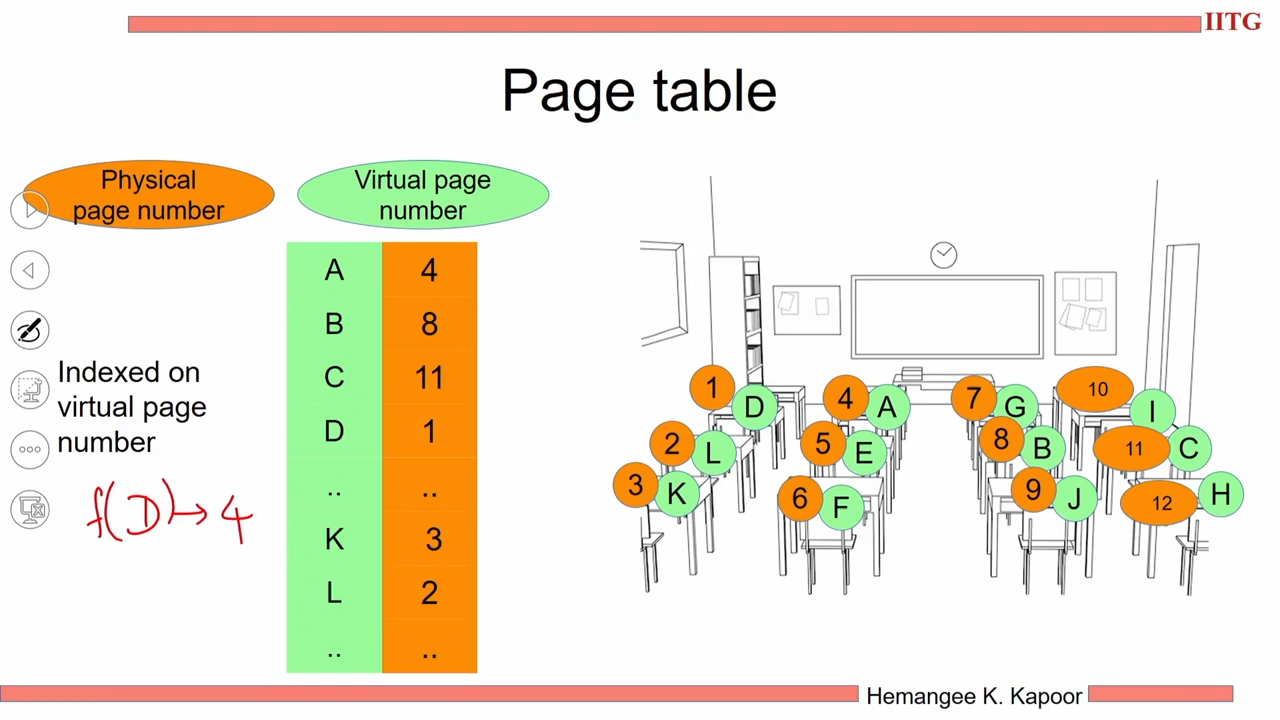 IITG
Page table
Physical
page number
Virtual page
number
A 4
B 8
C 11
D 1
.. ..
K 3
L 2
.. ..
Indexed on
virtual page
number
f(D)↦4
1 D
4 A
7 G
10 I
2 L
5 E
8 B
11 C
3 K
6 F
9 J
12 H
Hemangee K. Kapoor